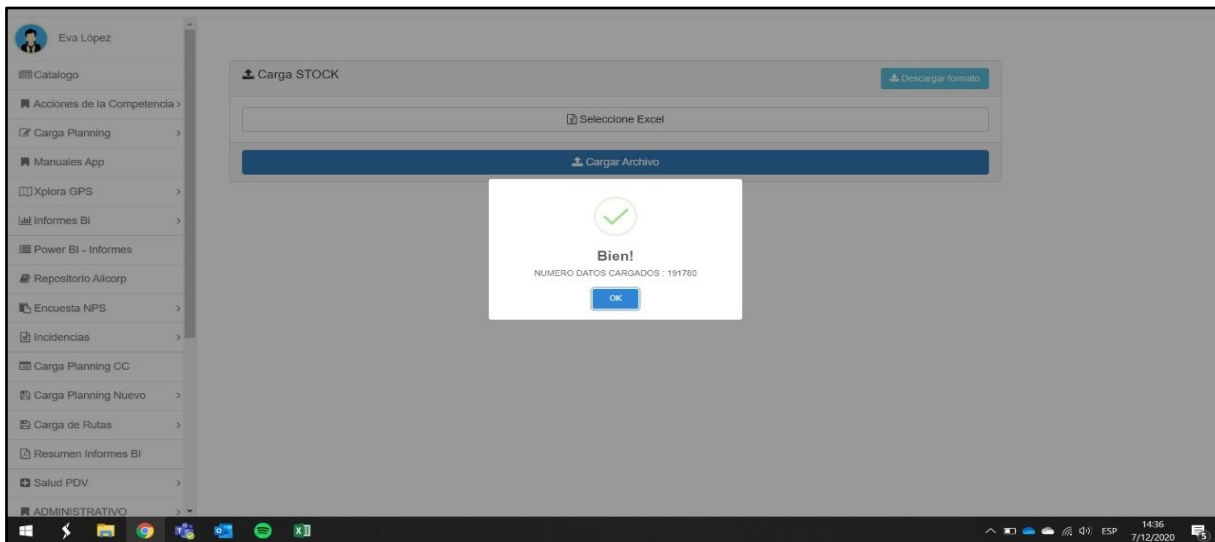 Eva López
Catalogo
Acciones de la Competencia
Carga Planning
Manuales App
Xplora GPS
Informes BI
Power BI - Informes
Repositorio Alicorp
Encuesta NPS
Incidencias
Carga Planning CC
Carga Planning Nuevo
Carga de Rutas
Resumen Informes BI
Salud PDV
ADMINISTRATIVO
Carga STOCK
Descargar formato
Seleccione Excel
Cargar Archivo
Bien!
NUMERO DATOS CARGADOS : 191780
OK
ESP
14:36
7/12/2020